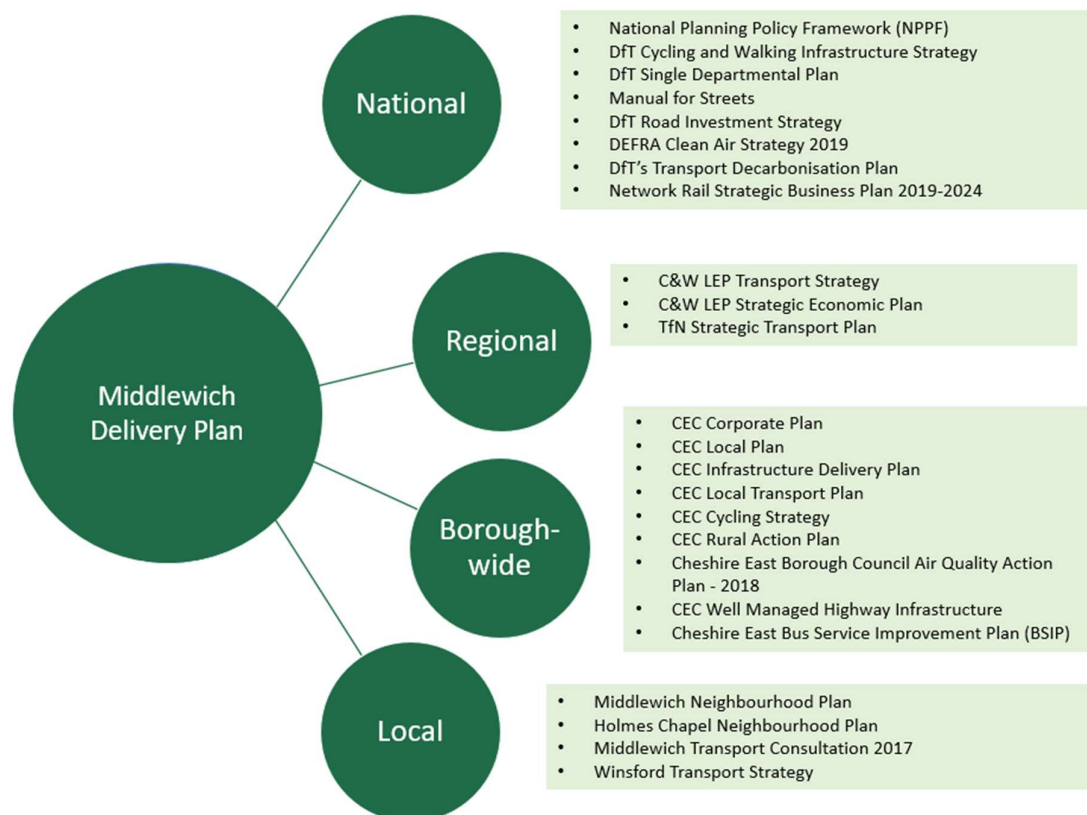 National
• National Planning Policy Framework (NPPF)
• DfT Cycling and Walking Infrastructure Strategy
• DfT Single Departmental Plan
• Manual for Streets
• DfT Road Investment Strategy
• DEFRA Clean Air Strategy 2019
• DfT's Transport Decarbonisation Plan
• Network Rail Strategic Business Plan 2019-2024
Regional
• C&W LEP Transport Strategy
• C&W LEP Strategic Economic Plan
• TfN Strategic Transport Plan
Middlewich
Delivery Plan
Borough-
wide
• CEC Corporate Plan
• CEC Local Plan
• CEC Infrastructure Delivery Plan
• CEC Local Transport Plan
• CEC Cycling Strategy
• CEC Rural Action Plan
• Cheshire East Borough Council Air Quality Action
Plan - 2018
• CEC Well Managed Highway Infrastructure
• Cheshire East Bus Service Improvement Plan (BSIP)
Local
• Middlewich Neighbourhood Plan
• Holmes Chapel Neighbourhood Plan
• Middlewich Transport Consultation 2017
• Winsford Transport Strategy